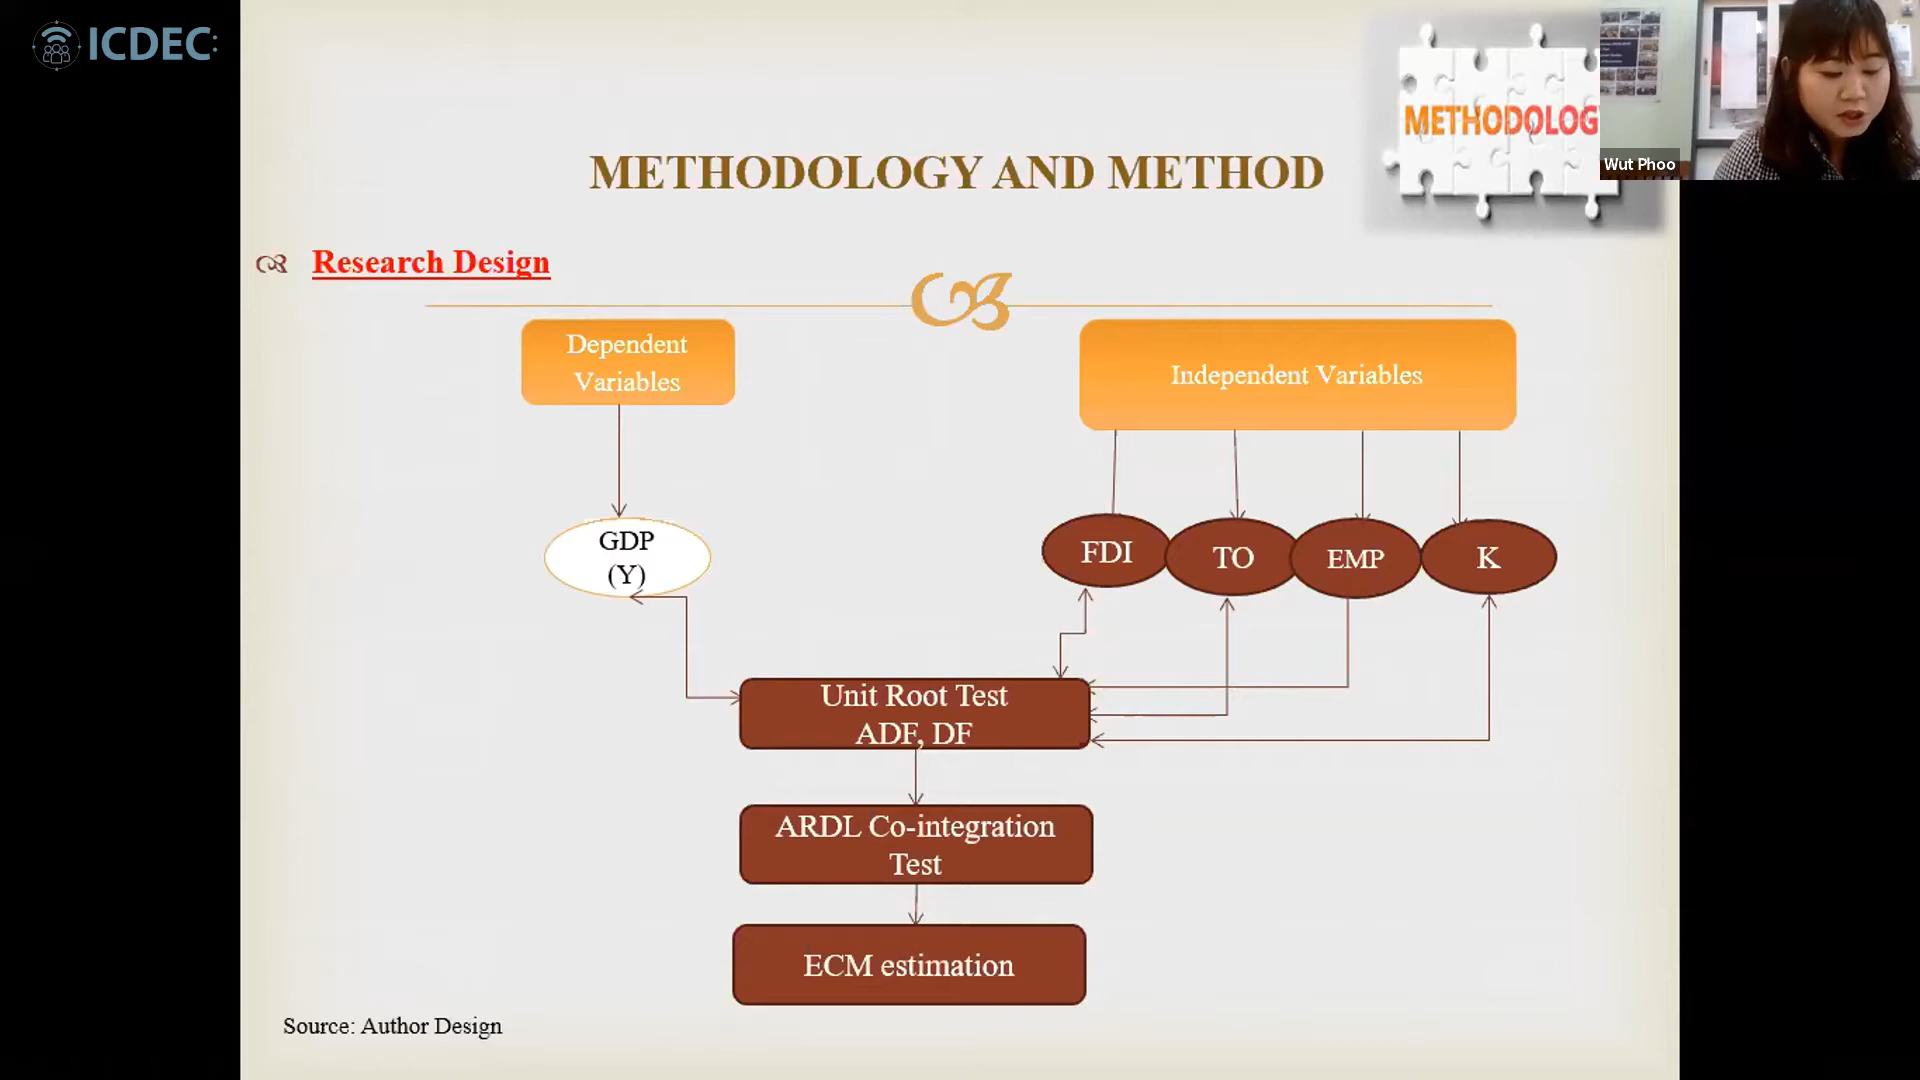 ICDEC
METHODOLOG
Wut Phoo
METHODOLOGY AND METHOD
Research Design
Dependent
Variables
Independent Variables
GDP
(Y)
FDI
TO
EMP
K
Unit Root Test
ADF, DF
ARDL Co-integration
Test
ECM estimation
Source: Author Design